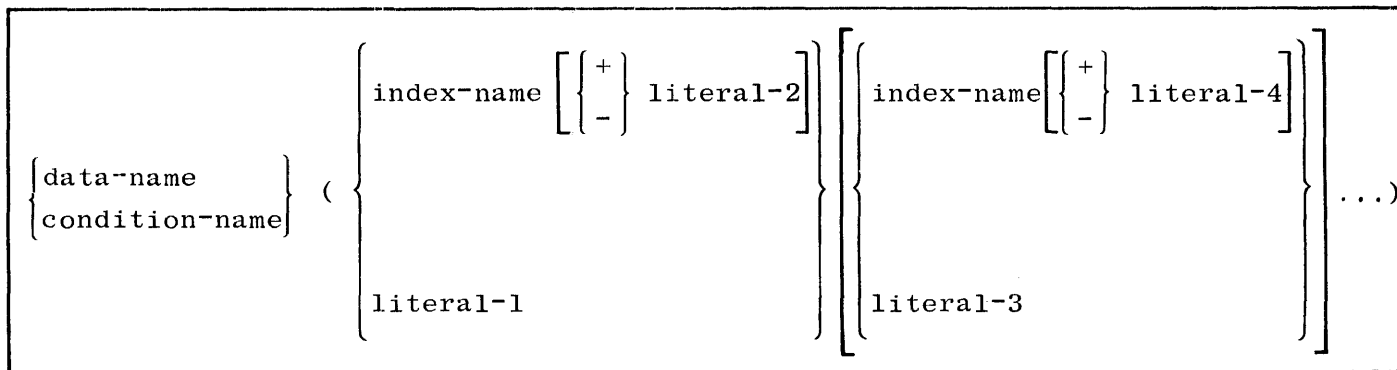 index-name [ { + } literal-2 ] [ { index-name [ { + } literal-4 ]
{ - } { - }
{ data-name } ( {
{ condition-name } } ] ...)
literal-1 literal-3